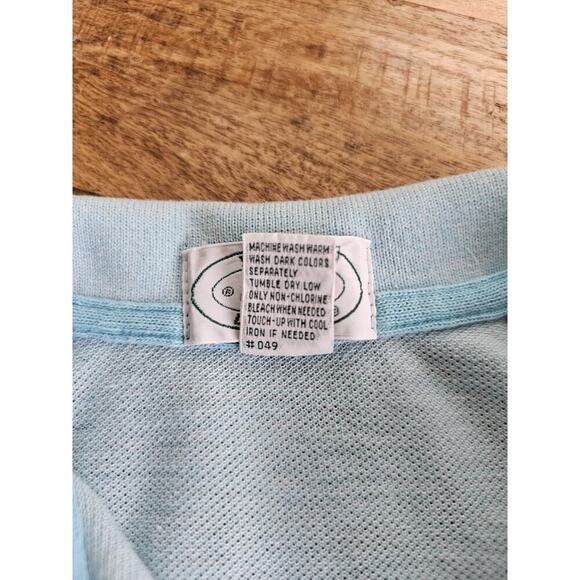 MACHINE WASH WARM
WASH DARK COLORS
SEPARATELY
TUMBLE DRY LOW
® ONLY NON-CHLORINE
BLEACH WHEN NEEDED
TOUCH-UP WITH COOL
IRON IF NEEDED
# 049